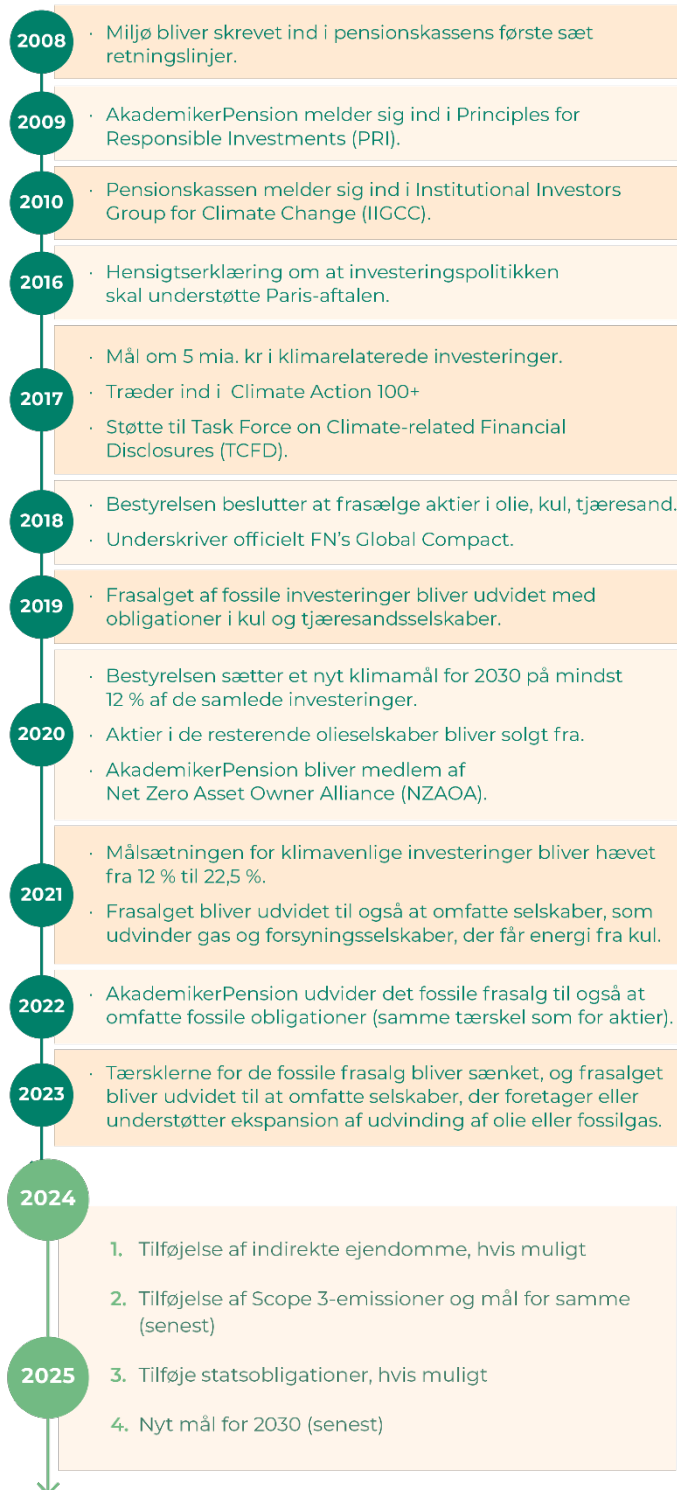 2008
· Miljø bliver skrevet ind i pensionskassens første sæt
retningslinjer.
2009
· AkademikerPension melder sig ind i Principles for
Responsible Investments (PRI).
2010
· Pensionskassen melder sig ind i Institutional Investors
Group for Climate Change (IIGCC).
2016
· Hensigtserklæring om at investeringspolitikken
skal understøtte Paris-aftalen.
2017
· Mål om 5 mia. kr i klimarelaterede investeringer.
· Træder ind i Climate Action 100+
· Støtte til Task Force on Climate-related Financial
Disclosures (TCFD).
2018
· Bestyrelsen beslutter at frasælge aktier i olie, kul, tjæresand.
· Underskriver officielt FN’s Global Compact.
2019
· Frasalget af fossile investeringer bliver udvidet med
obligationer i kul og tjæresandsselskaber.
2020
· Bestyrelsen sætter et nyt klimamål for 2030 på mindst
12 % af de samlede investeringer.
· Aktier i de resterende olieselskaber bliver solgt fra.
· AkademikerPension bliver medlem af
Net Zero Asset Owner Alliance (NZAOA).
2021
· Målsætningen for klimavenlige investeringer bliver hævet
fra 12 % til 22,5 %.
· Frasalget bliver udvidet til også at omfatte selskaber, som
udvinder gas og forsyningsselskaber, der får energi fra kul.
2022
· AkademikerPension udvider det fossile frasalg til også at
omfatte fossile obligationer (samme tærskel som for aktier).
2023
· Tærsklerne for de fossile frasalg bliver sænket, og frasalget
bliver udvidet til at omfatte selskaber, der foretager eller
understøtter ekspansion af udvinding af olie eller fossilgas.
2024
1. Tilføjelse af indirekte ejendomme, hvis muligt
2. Tilføjelse af Scope 3-emissioner og mål for samme
(senest)
2025
3. Tilføje statsobligationer, hvis muligt
4. Nyt mål for 2030 (senest)